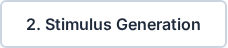 2. Stimulus Generation